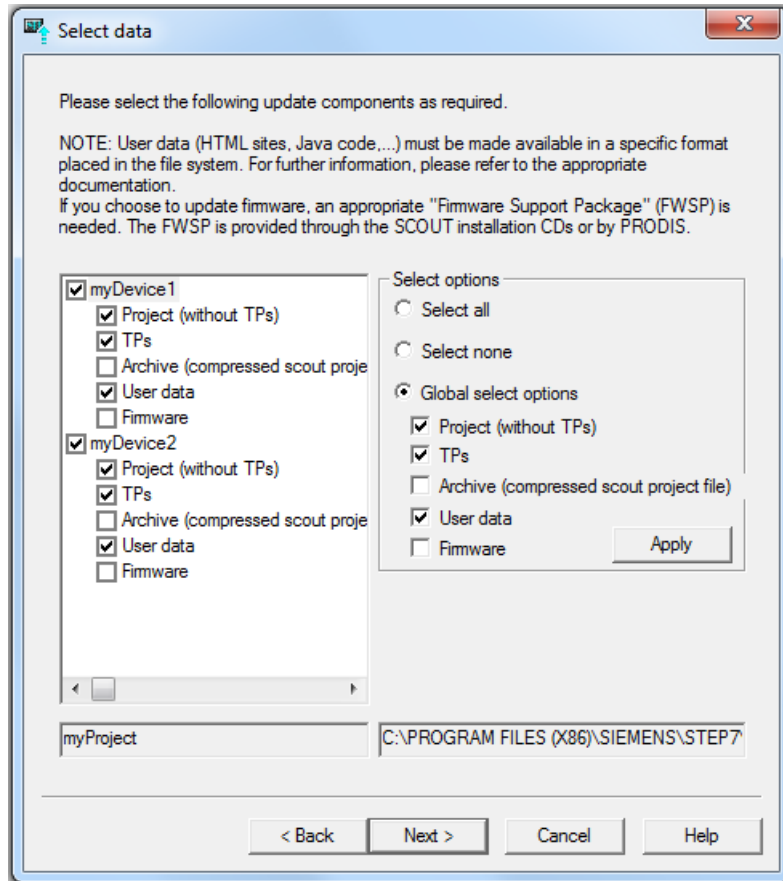 Select data
Please select the following update components as required.
NOTE: User data (HTML sites, Java code,...) must be made available in a specific format
placed in the file system. For further information, please refer to the appropriate
documentation.
If you choose to update firmware, an appropriate "Firmware Support Package" (FWSP) is
needed. The FWSP is provided through the SCOUT installation CDs or by PRODIS.
myDevice1
Project (without TPs)
TPs
Archive (compressed scout proje
User data
Firmware
myDevice2
Project (without TPs)
TPs
Archive (compressed scout proje
User data
Firmware
Select options
Select all
Select none
Global select options
Project (without TPs)
TPs
Archive (compressed scout project file)
User data
Firmware
Apply
myProject
C:\PROGRAM FILES (X86)\SIEMENS\STEP7
< Back
Next >
Cancel
Help